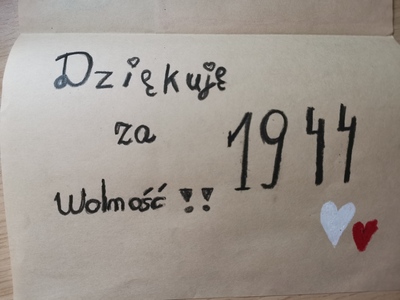 Dziękuję
za
1944
Wolność !!